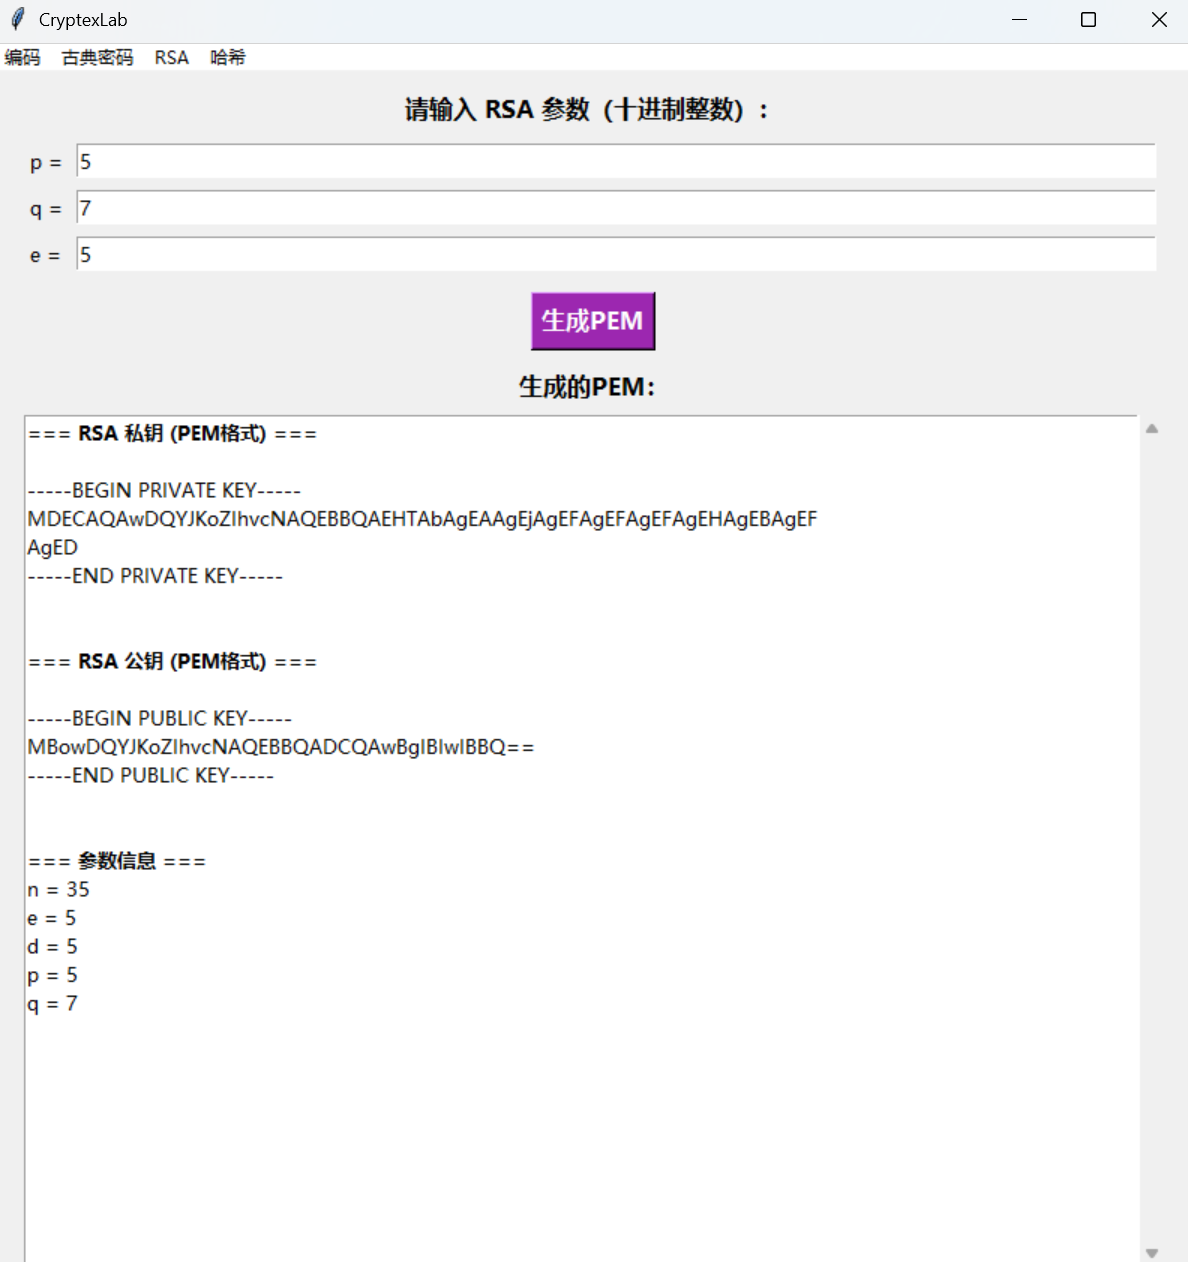 CryptexLab
编码 古典密码 RSA 哈希
请输入 RSA 参数（十进制整数）：
p = 5
q = 7
e = 5
生成PEM
生成的PEM：
=== RSA 私钥 (PEM格式) ===
-----BEGIN PRIVATE KEY-----
MDECAQAwDQYJKoZIhvcNAQEBBQAEHTAbAgEAAgEjAgEFAgEFAgEFAgEHAgEBAgEF
AgED
-----END PRIVATE KEY-----
=== RSA 公钥 (PEM格式) ===
-----BEGIN PUBLIC KEY-----
MBowDQYJKoZIhvcNAQEBBQADCQAwBgIBIwIBBQ==
-----END PUBLIC KEY-----
=== 参数信息 ===
n = 35
e = 5
d = 5
p = 5
q = 7